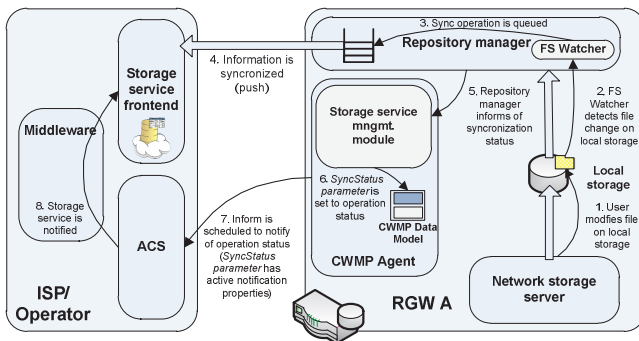 3. Sync operation is queued
Repository manager
FS Watcher
4. Information is
syncronized
(push)
Storage
service
frontend
Middleware
8. Storage
service is
notified
ACS
ISP/
Operator
5. Repository
manager
informs of
syncronization
status
2. FS
Watcher
detects file
change on
local storage
Storage service
mngmt.
module
6. SyncStatus
parameter is
set to operation
status
CWMP Data
Model
CWMP Agent
7. Inform is
scheduled to notify
of operation status
(SyncStatus
parameter has
active notification
properties)
Local
storage
1. User
modfies file
on local
storage
Network storage
server
RGW A